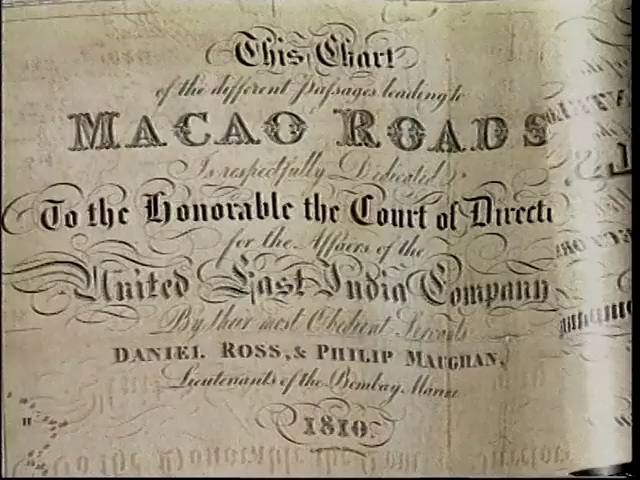 This Chart
of the different Passages leading to
MACAO ROADS
Is respectfully Dedicated
To the Honorable the Court of Directi
for the Affairs of the
United East India Company
By their most Obedient Servants
DANIEL ROSS, & PHILIP MAUGHAN,
Lieutenants of the Bombay Marine
1810.